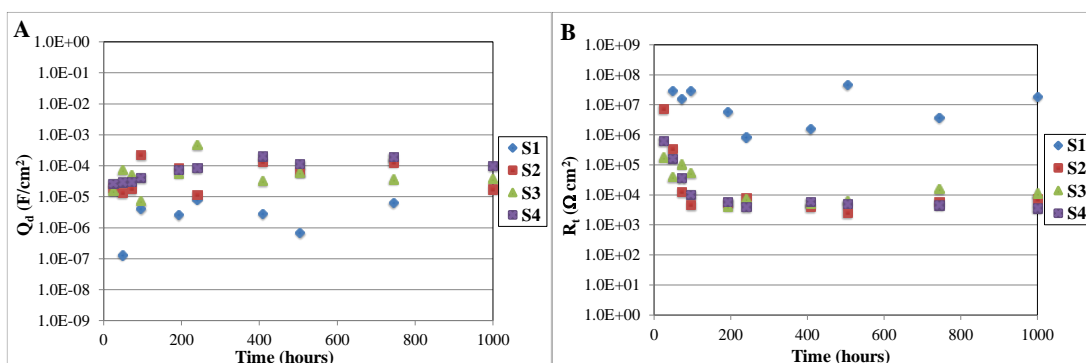 A
Q_d (F/cm²)
1.0E+00
1.0E-01
1.0E-02
1.0E-03
1.0E-04
1.0E-05
1.0E-06
1.0E-07
1.0E-08
1.0E-09
0 200 400 600 800 1000
Time (hours)
S1
S2
S3
S4
B
R_t (Ω cm²)
1.0E+09
1.0E+08
1.0E+07
1.0E+06
1.0E+05
1.0E+04
1.0E+03
1.0E+02
1.0E+01
1.0E+00
0 200 400 600 800 1000
Time (hours)
S1
S2
S3
S4